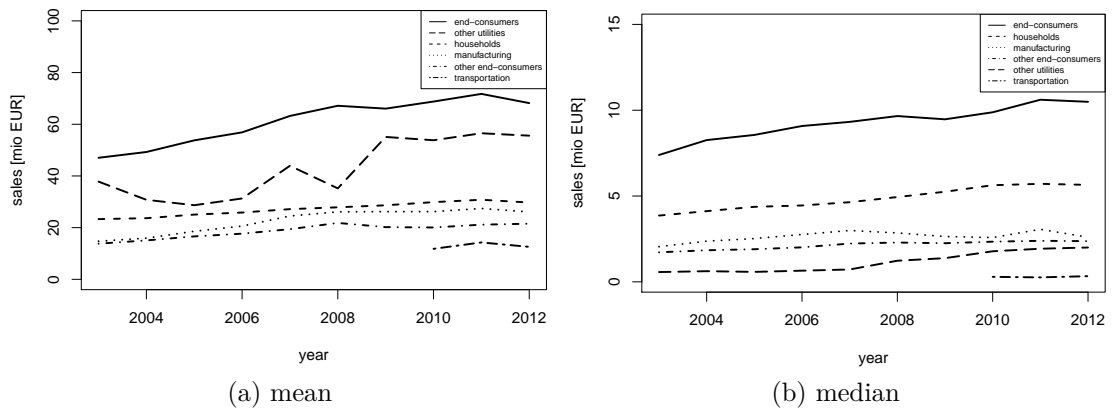 100
80
60
40
20
0
sales [mio EUR]
2004 2006 2008 2010 2012
year
end-consumers
other utilities
households
manufacturing
other end-consumers
transportation
(a) mean
15
10
5
0
sales [mio EUR]
2004 2006 2008 2010 2012
year
end-consumers
households
manufacturing
other end-consumers
other utilities
transportation
(b) median